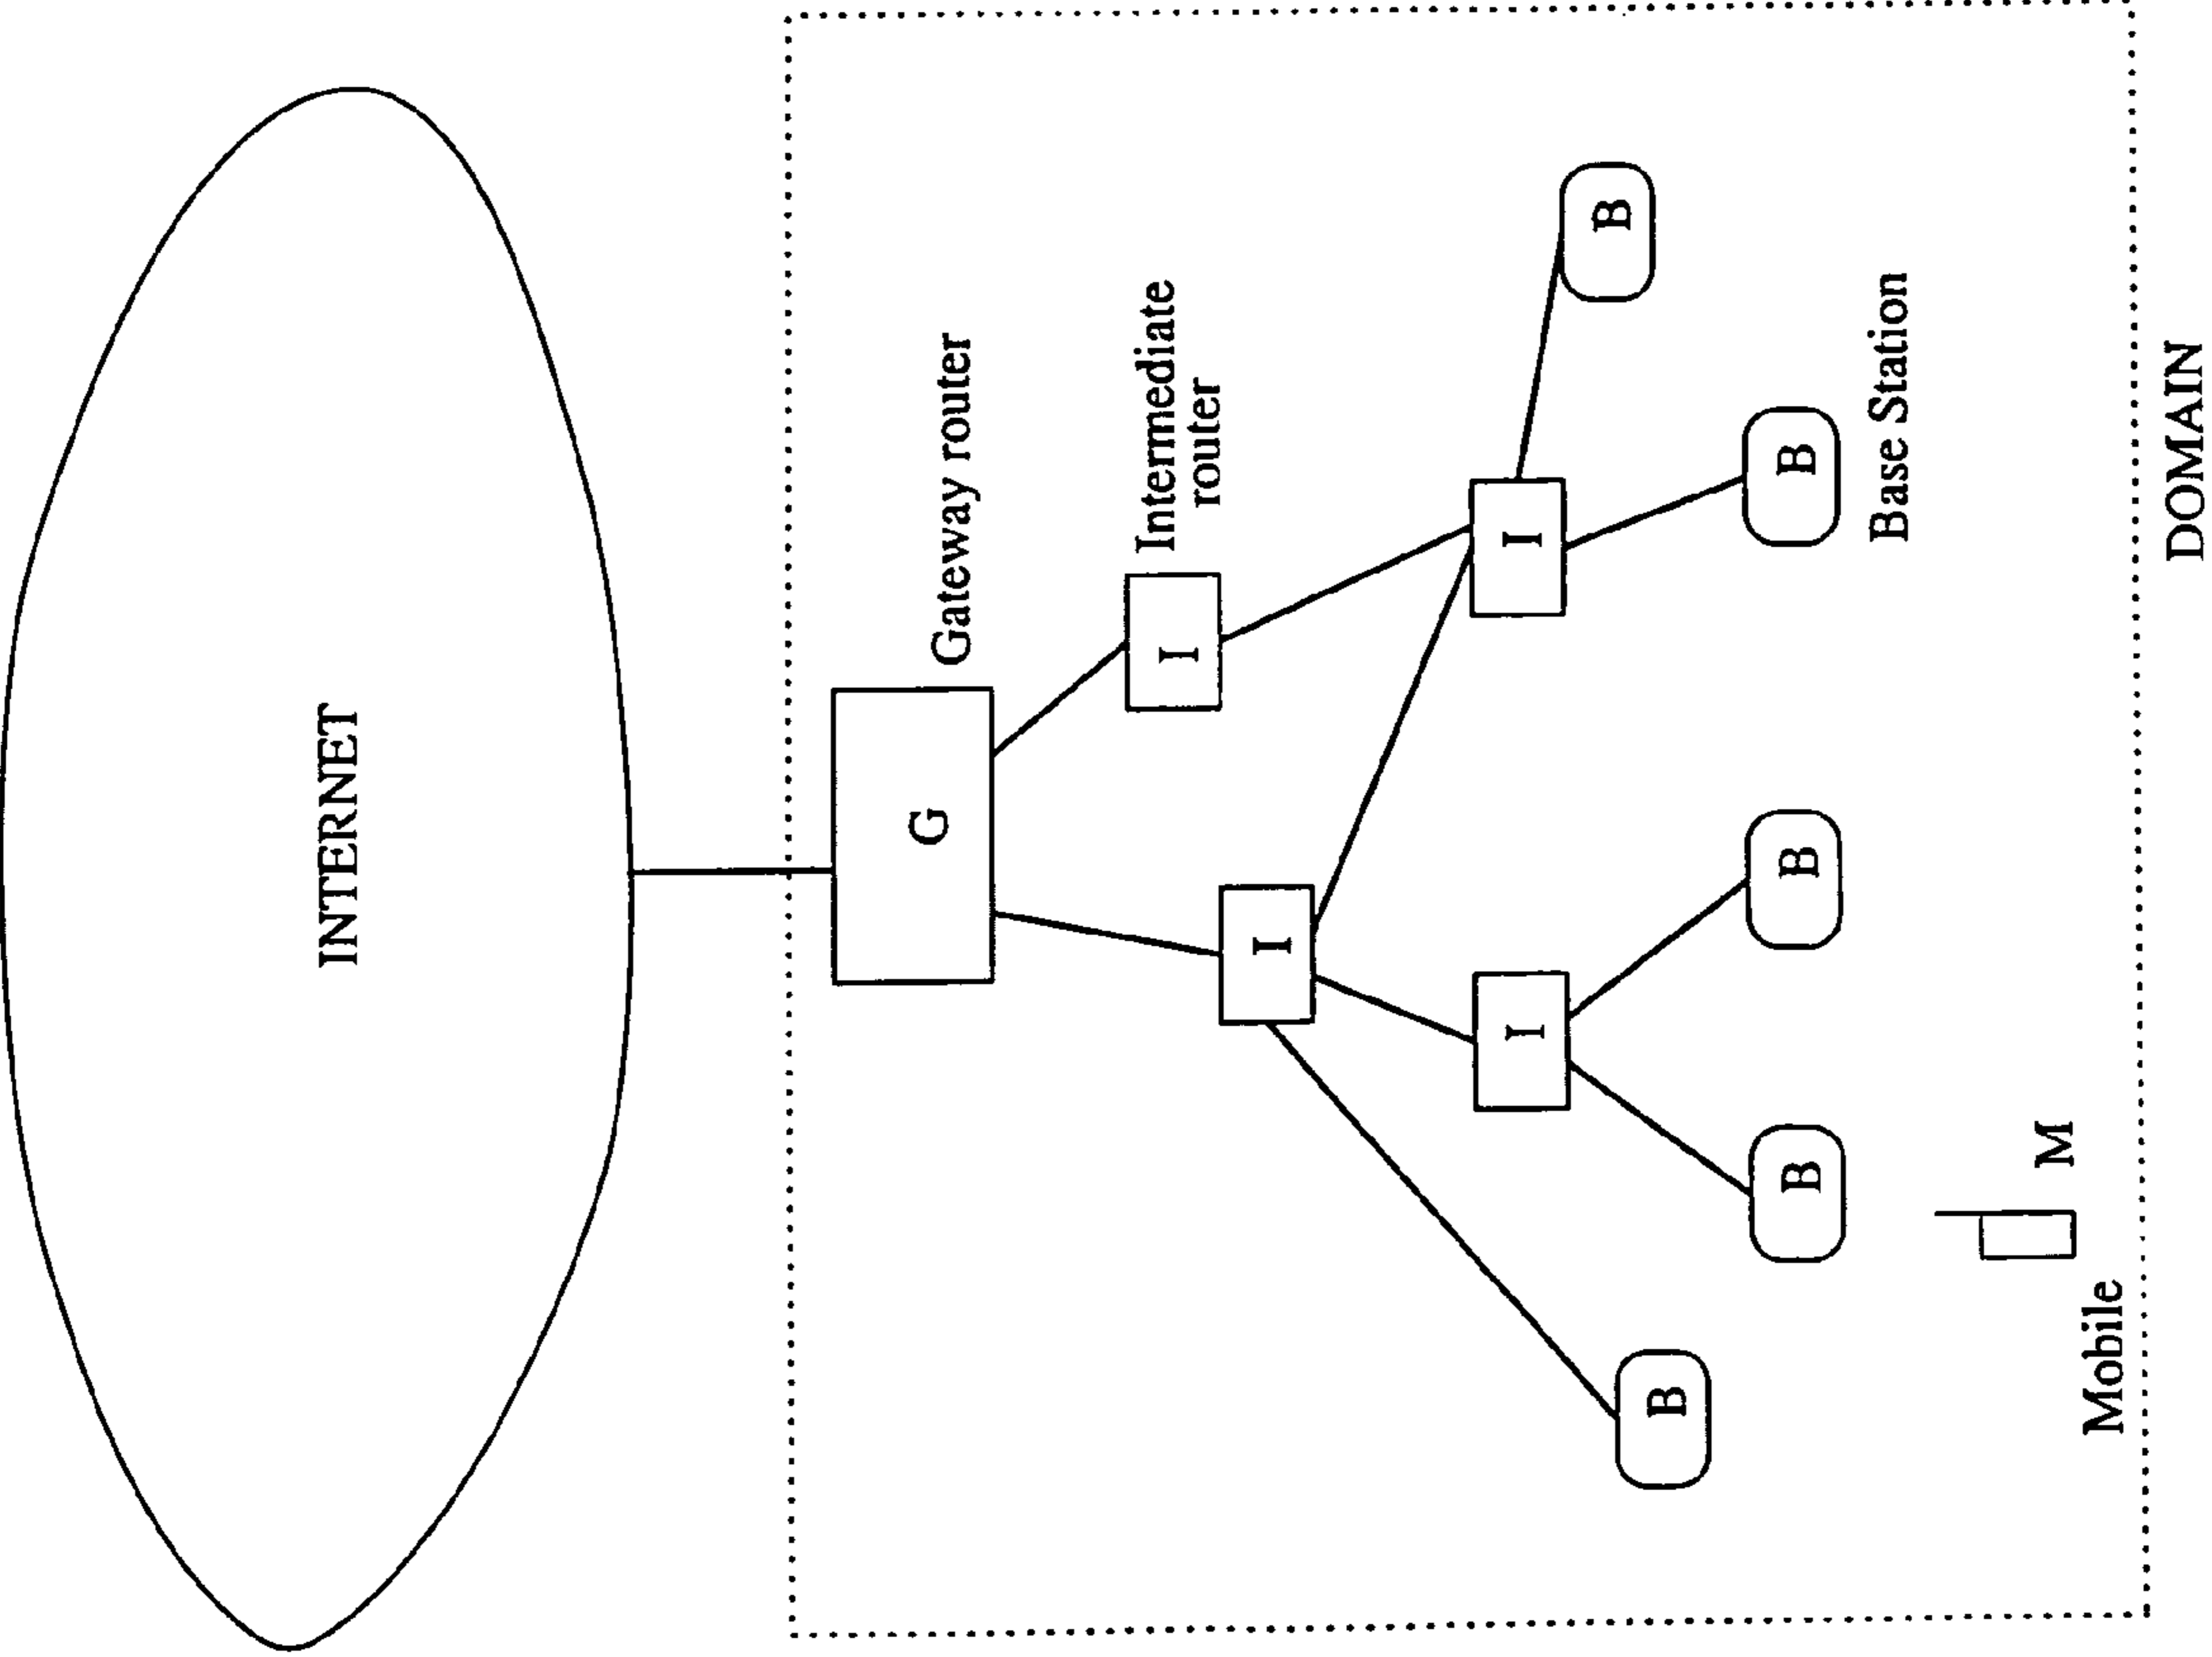 INTERNET
G
Gateway router
I
Intermediate
router
I
I
I
B
B
B
B
B
Base Station
M
Mobile
DOMAIN